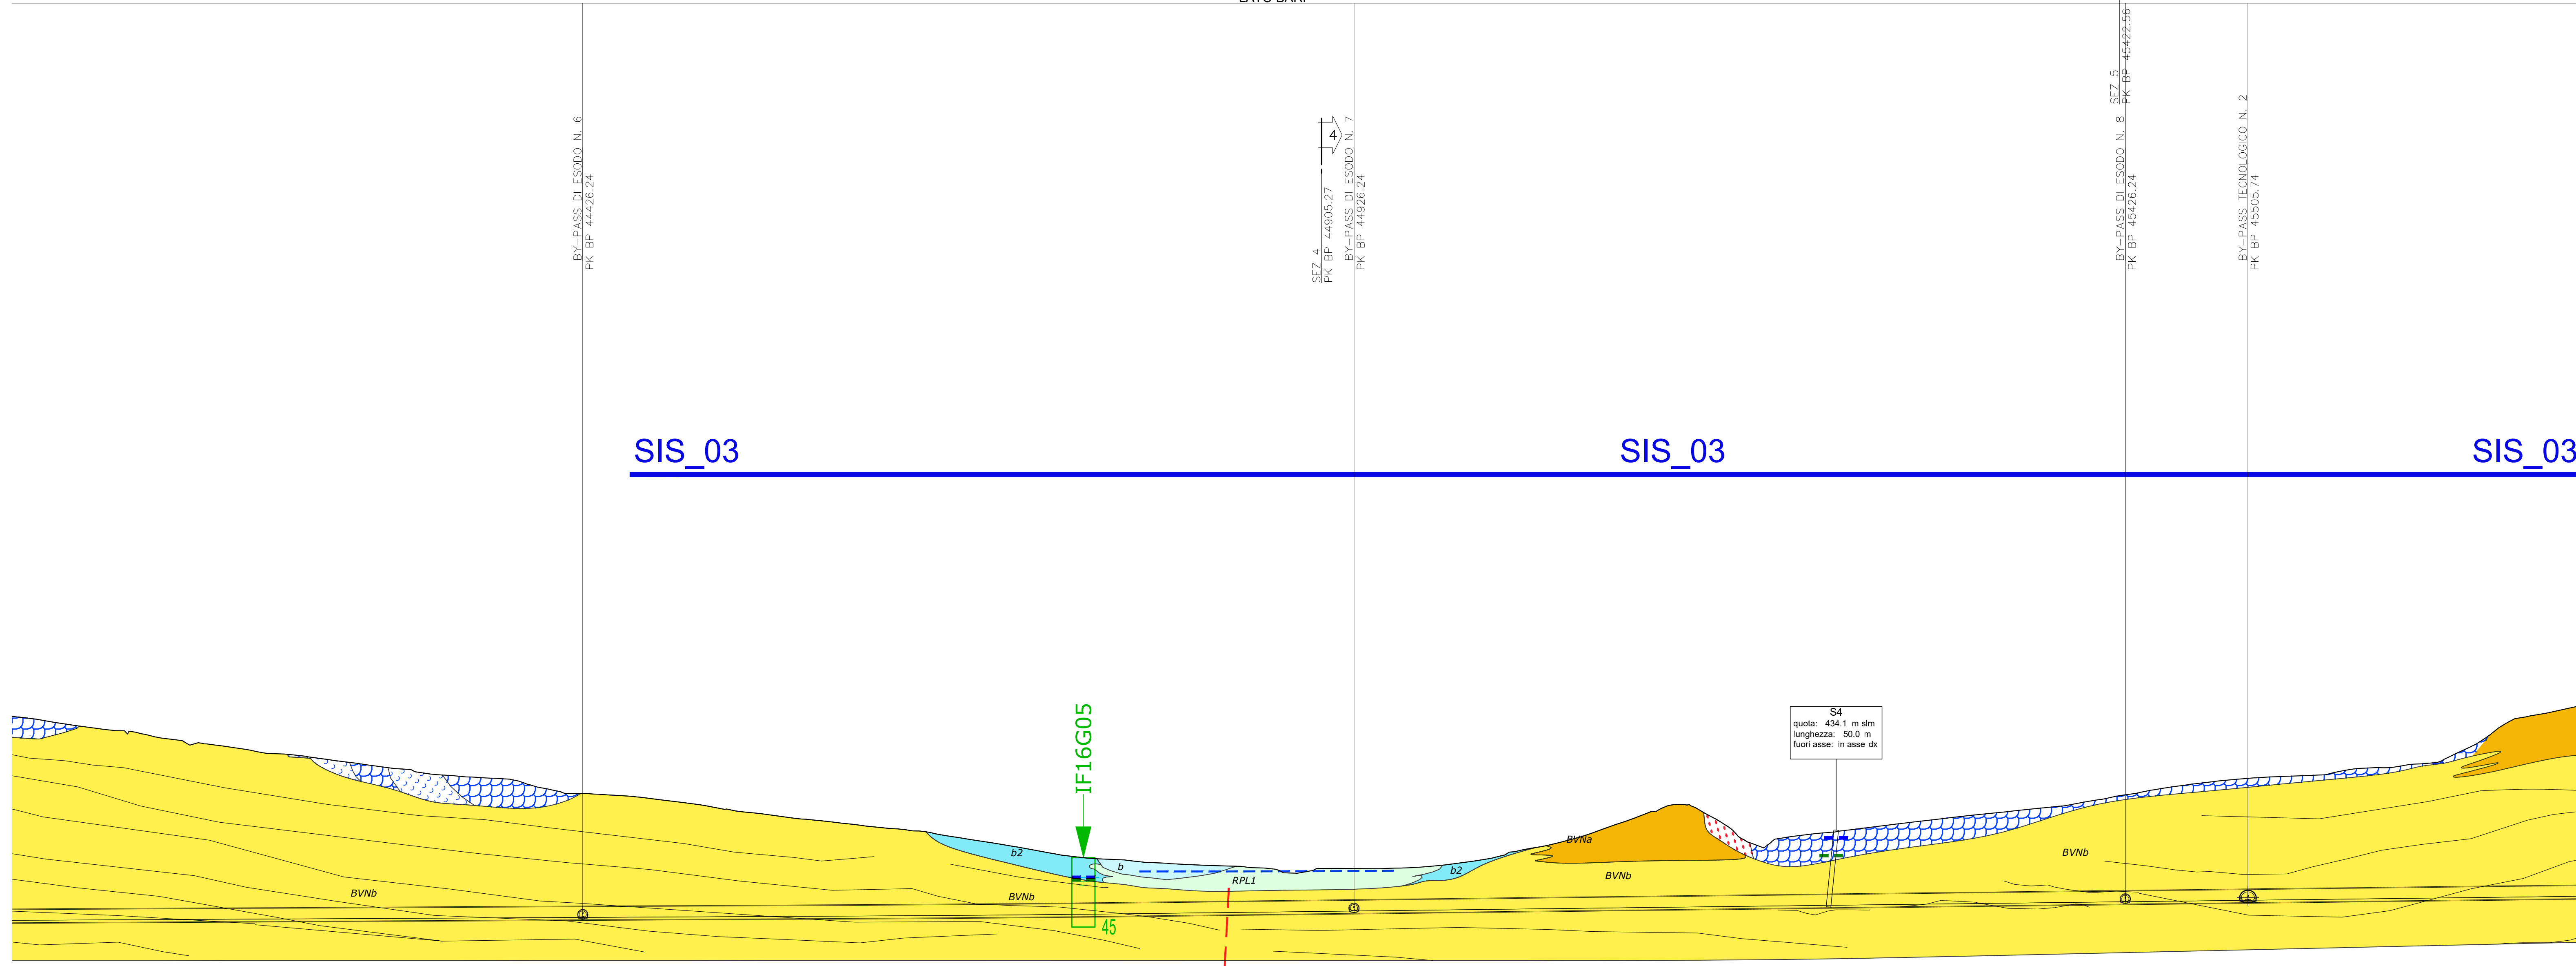 BY-PASS DI ESODO N. 6
PK BP 44426.24
4
SEZ 4
PK BP 44905.27
BY-PASS DI ESODO N. 7
PK BP 44926.24
SEZ 5
PK BP 45422.56
BY-PASS DI ESODO N. 8
PK BP 45426.24
BY-PASS TECNOLOGICO N. 2
PK BP 45505.74
SIS_03
SIS_03
SIS_03
IF16G05
S4
quota: 434.1 m slm
lunghezza: 50.0 m
fuori asse: in asse dx
BVNa
b2
b
b2
RPL1
BVNb
BVNb
BVNb
BVNb
45